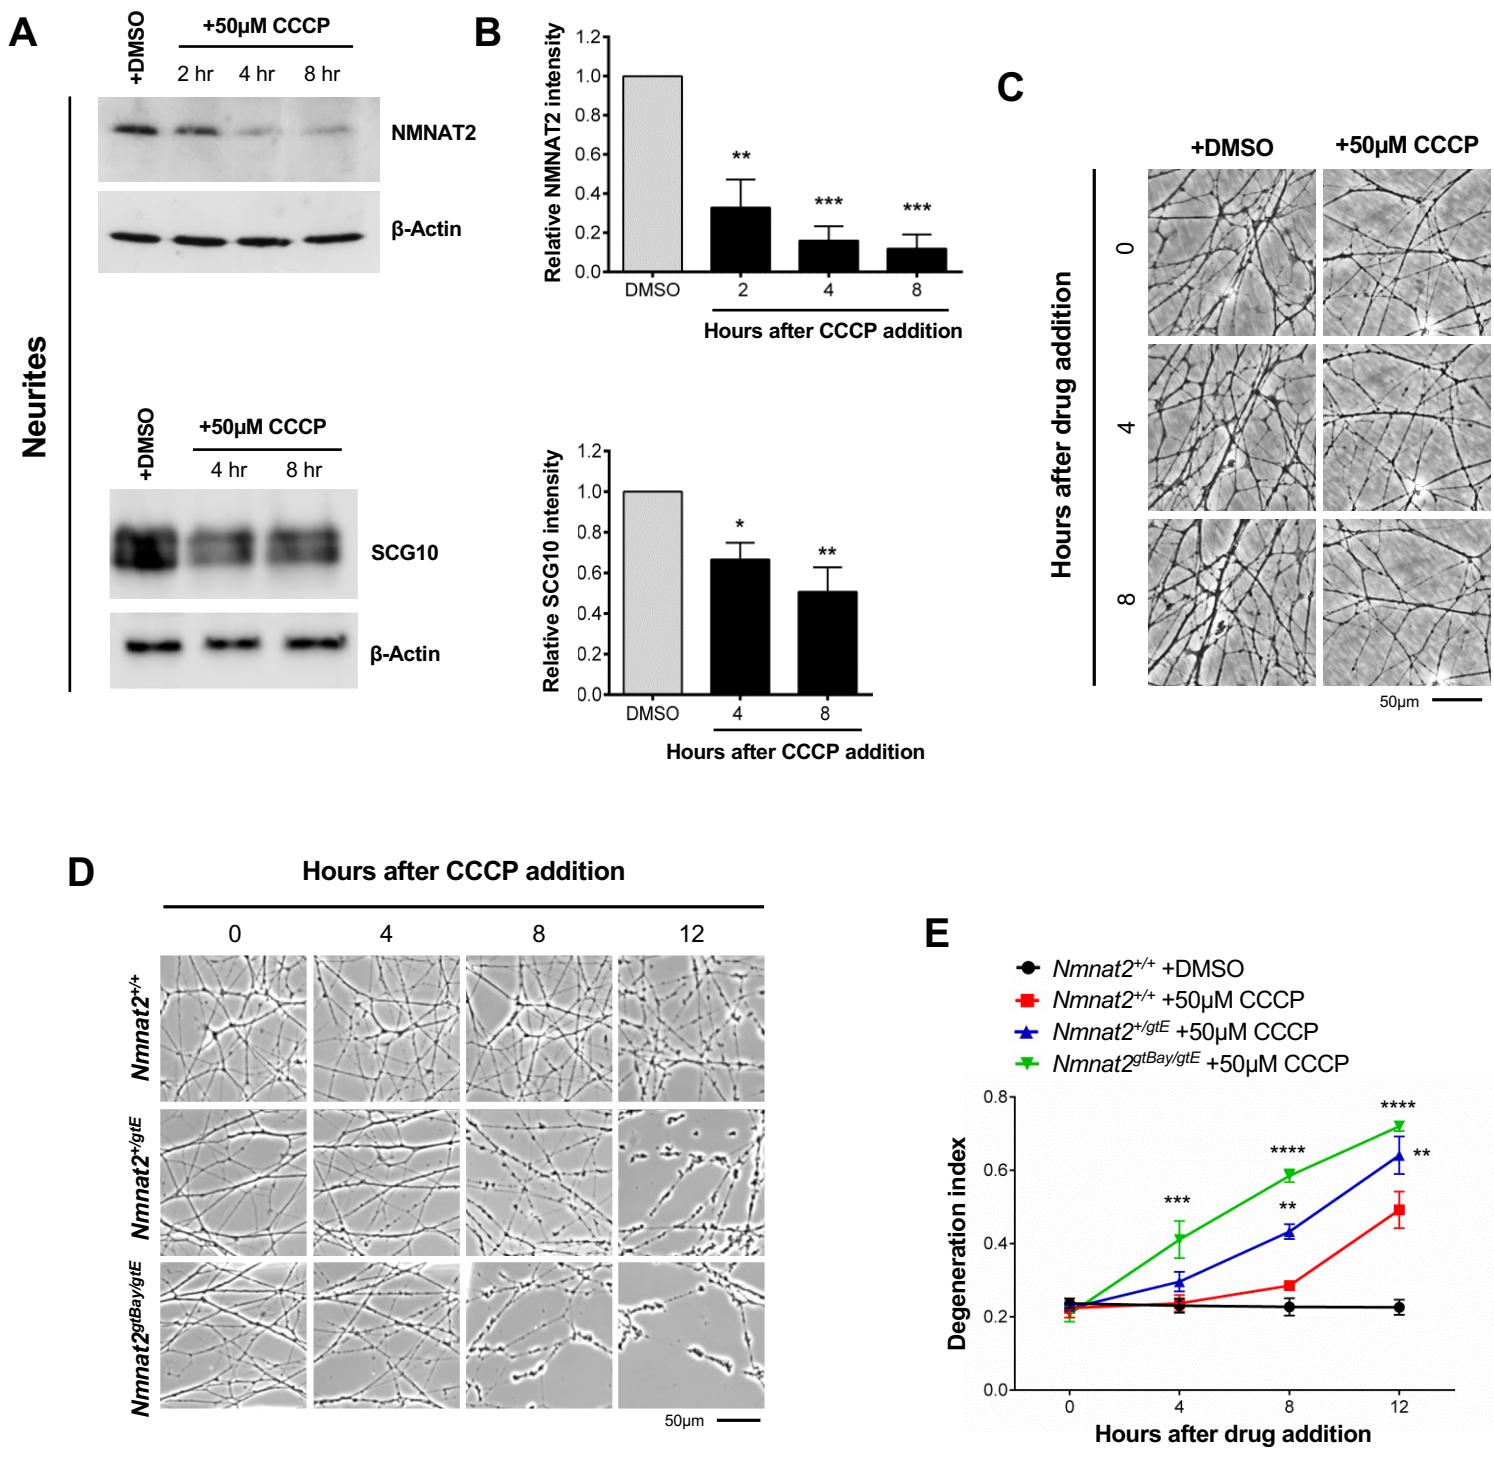 A
+DMSO
+50µM CCCP
2 hr 4 hr 8 hr
NMNAT2
β-Actin
Neurites
+DMSO
+50µM CCCP
4 hr 8 hr
SCG10
β-Actin
B
Relative NMNAT2 intensity
1.2
1.0
0.8
0.6
0.4
0.2
0.0
**
***
***
DMSO 2 4 8
Hours after CCCP addition
Relative SCG10 intensity
1.2
1.0
0.8
0.6
0.4
0.2
0.0
*
**
DMSO 4 8
Hours after CCCP addition
C
+DMSO +50µM CCCP
Hours after drug addition
0
4
8
50µm
D
Hours after CCCP addition
0 4 8 12
Nmnat2+/+
Nmnat2+/gtE
Nmnat2gtBay/gtE
50µm
E
Nmnat2+/+ +DMSO
Nmnat2+/+ +50µM CCCP
Nmnat2+/gtE +50µM CCCP
Nmnat2gtBay/gtE +50µM CCCP
Degeneration index
0.8
0.6
0.4
0.2
0.0
***
****
**
****
**
0 4 8 12
Hours after drug addition